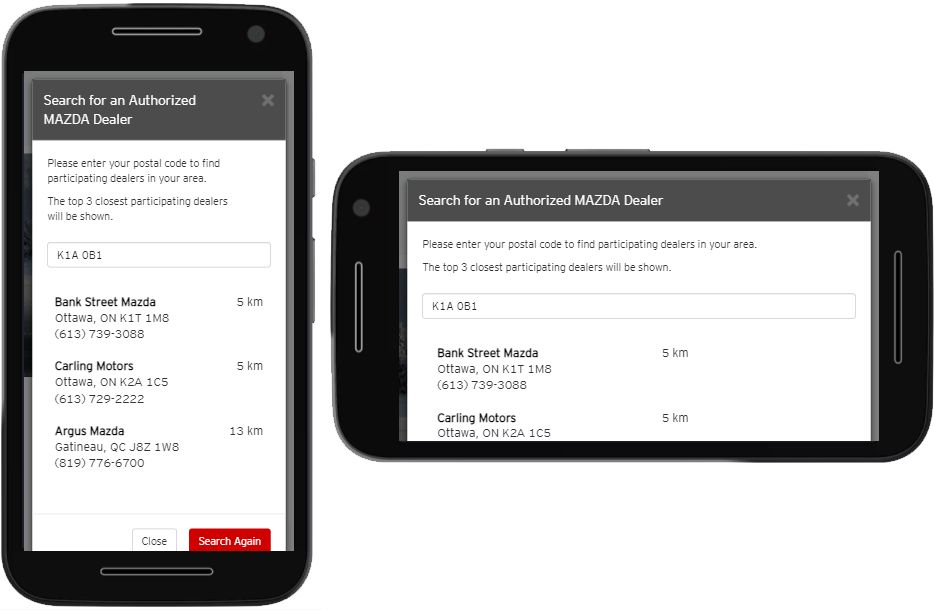 Search for an Authorized
MAZDA Dealer
Please enter your postal code to find
participating dealers in your area.
The top 3 closest participating dealers
will be shown.
K1A 0B1
Bank Street Mazda 5 km
Ottawa, ON K1T 1M8
(613) 739-3088
Carling Motors 5 km
Ottawa, ON K2A 1C5
(613) 729-2222
Argus Mazda 13 km
Gatineau, QC J8Z 1W8
(819) 776-6700
Close Search Again
Search for an Authorized MAZDA Dealer
Please enter your postal code to find participating dealers in your area.
The top 3 closest participating dealers will be shown.
K1A 0B1
Bank Street Mazda 5 km
Ottawa, ON K1T 1M8
(613) 739-3088
Carling Motors 5 km
Ottawa, ON K2A 1C5